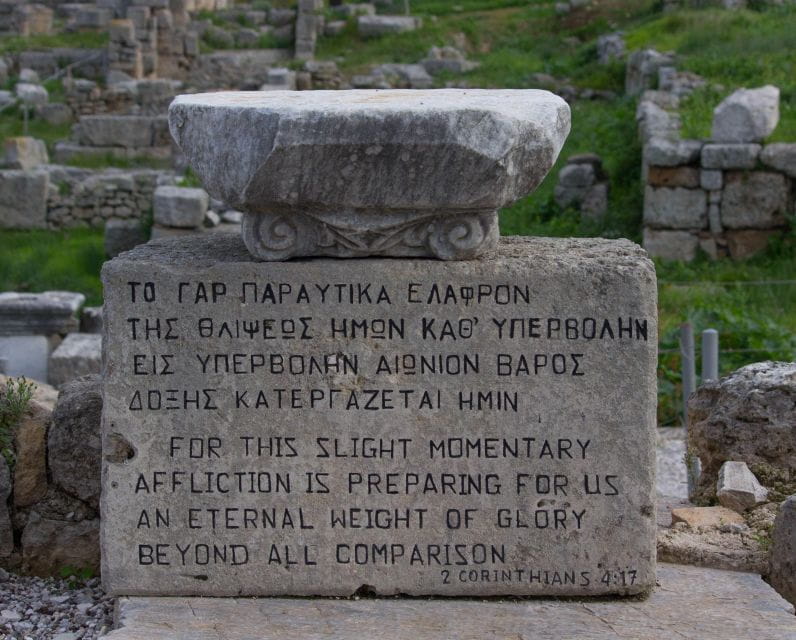 ΤΟ ΓΑΡ ΠΑΡΑΥΤΙΚΑ ΕΛΑΦΡΟΝ
ΤΗΣ ΘΛΙΨΕΩΣ ΗΜΩΝ ΚΑΘ' ΥΠΕΡΒΟΛΗΝ
ΕΙΣ ΥΠΕΡΒΟΛΗΝ ΑΙΩΝΙΟΝ ΒΑΡΟΣ
ΔΟΞΗΣ ΚΑΤΕΡΓΑΖΕΤΑΙ ΗΜΙΝ
FOR THIS SLIGHT MOMENTARY
AFFLICTION IS PREPARING FOR US
AN ETERNAL WEIGHT OF GLORY
BEYOND ALL COMPARISON
2 CORINTHIANS 4:17